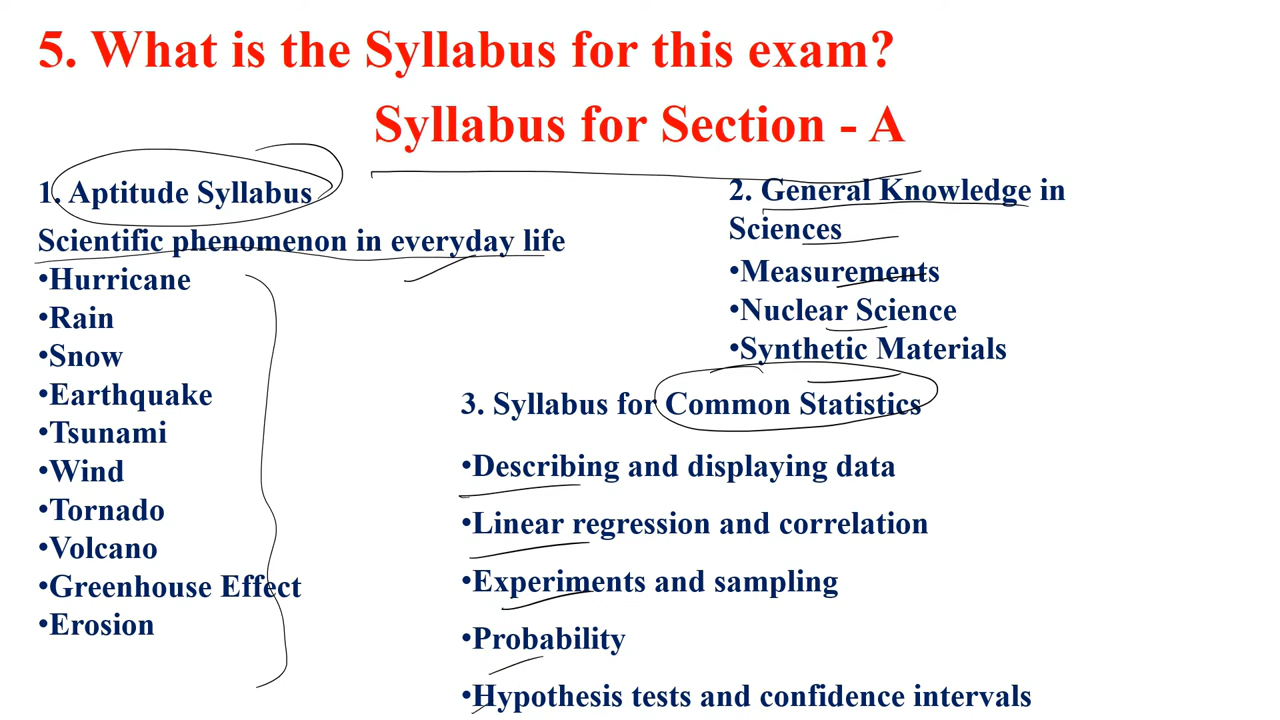 5. What is the Syllabus for this exam?
Syllabus for Section - A
1. Aptitude Syllabus
Scientific phenomenon in everyday life
•Hurricane
•Rain
•Snow
•Earthquake
•Tsunami
•Wind
•Tornado
•Volcano
•Greenhouse Effect
•Erosion
2. General Knowledge in
Sciences
•Measurements
•Nuclear Science
•Synthetic Materials
3. Syllabus for Common Statistics
•Describing and displaying data
•Linear regression and correlation
•Experiments and sampling
•Probability
•Hypothesis tests and confidence intervals